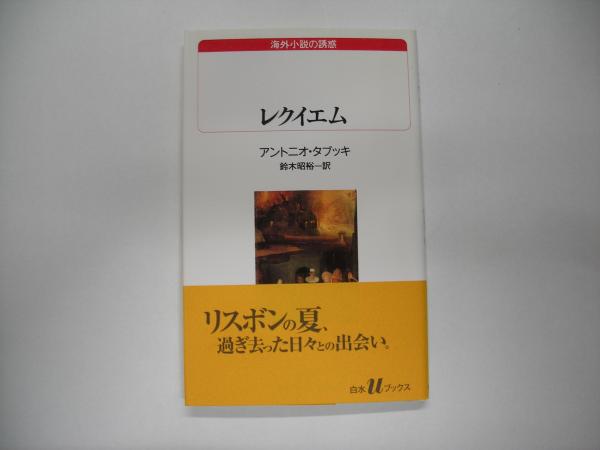 海外小説の誘惑
レクイエム
アントニオ・タブッキ
鈴木昭裕―訳
リスボンの夏、
過ぎ去った日々との出会い。
白水uブックス